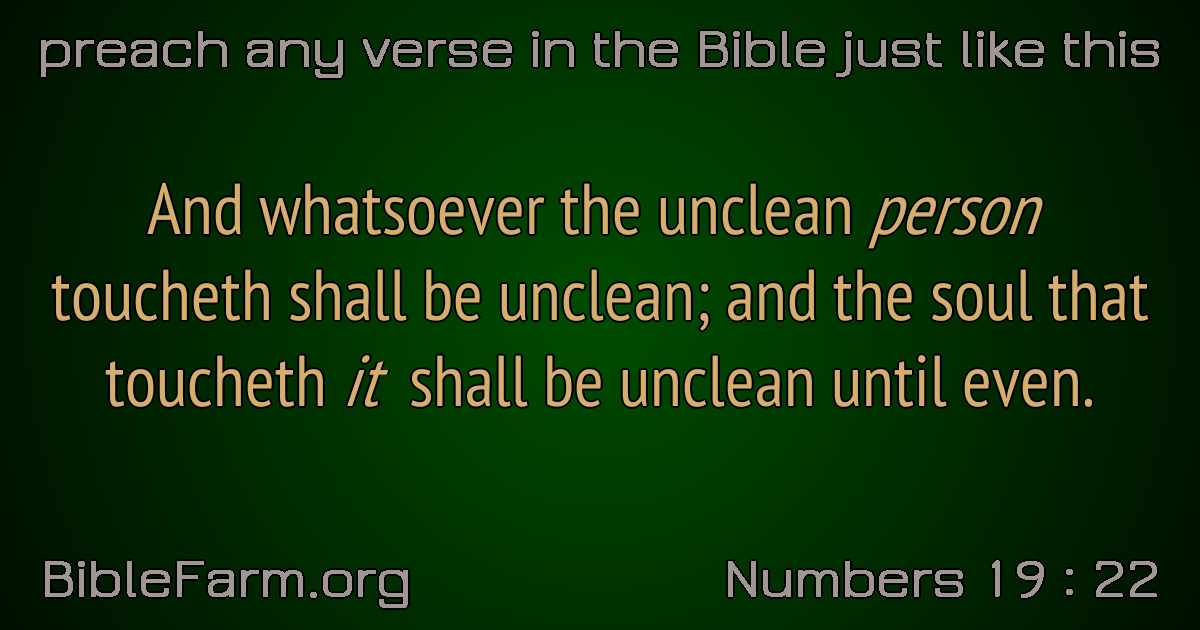 preach any verse in the Bible just like this
And whatsoever the unclean person
toucheth shall be unclean; and the soul that
toucheth it shall be unclean until even.
BibleFarm.org
Numbers 19 : 22